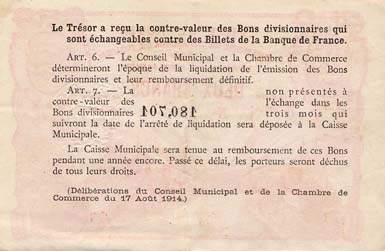 Le Trésor a reçu la contre-valeur des Bons divisionnaires qui
sont échangeables contre des Billets de la Banque de France.
ART. 6. — Le Conseil Municipal et la Chambre de Commerce
détermineront l'époque de la liquidation de l'émission des Bons
divisionnaires et leur remboursement définitif.
ART. 7. — La non présentés à
contre-valeur des l'échange dans les
Bons divisionnaires 180,701 trois mois qui
suivront la date de l'arrêté de liquidation sera déposée à la Caisse
Municipale.
La Caisse Municipale sera tenue au remboursement de ces Bons
pendant une année encore. Passé ce délai, les porteurs seront déchus
de tous leurs droits.
(Délibérations du Conseil Municipal et de la Chambre de
Commerce du 17 Août 1914.)